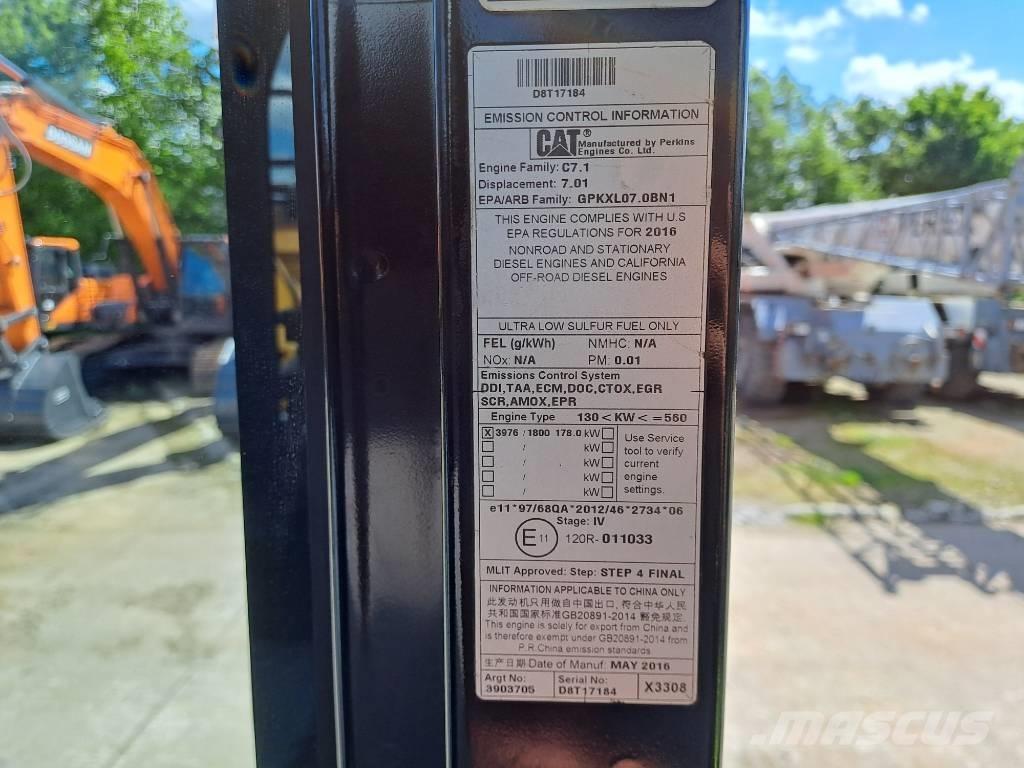 DOOSAN
D8T17184
EMISSION CONTROL INFORMATION
CAT® Manufactured by Perkins
Engines Co. Ltd.
Engine Family: C7.1
Displacement: 7.01
EPA/ARB Family: GPKXL07.0BN1
THIS ENGINE COMPLIES WITH U.S
EPA REGULATIONS FOR 2016
NONROAD AND STATIONARY
DIESEL ENGINES AND CALIFORNIA
OFF-ROAD DIESEL ENGINES
ULTRA LOW SULFUR FUEL ONLY
FEL (g/kWh) NMHC: N/A
NOx: N/A PM: 0.01
Emissions Control System
DDI,TAA,ECM,DOC,CTOX,EGR
SCR,AMOX,EPR
Engine Type 130 < KW < = 560
X 3976 / 1800 178.0 kW
/ kW
/ kW
/ kW
/ kW
Use Service
tool to verify
current
engine
settings.
e11*97/68QA*2012/46*2734*06
Stage: IV
E 11 120R- 011033
MLIT Approved: Step: STEP 4 FINAL
INFORMATION APPLICABLE TO CHINA ONLY
此发动机只用做自中国出口,符合中华人民
共和国国家标准GB20891-2014 豁免规定.
This engine is solely for export from China and
is therefore exempt under GB20891-2014 from
P.R.China emission standards
生产日期:Date of Manuf: MAY 2016
Argt No:
3903705
Serial No:
D8T17184
X3308
MASCUS